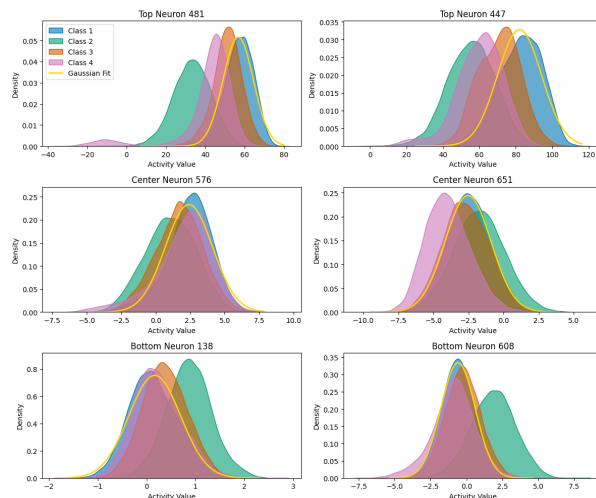 Top Neuron 481
Density
0.05
0.04
0.03
0.02
0.01
0.00
Class 1
Class 2
Class 3
Class 4
Gaussian Fit
−40 −20 0 20 40 60 80
Activity Value
Top Neuron 447
Density
0.035
0.030
0.025
0.020
0.015
0.010
0.005
0.000
0 20 40 60 80 100 120
Activity Value
Center Neuron 576
Density
0.25
0.20
0.15
0.10
0.05
0.00
−7.5 −5.0 −2.5 0.0 2.5 5.0 7.5 10.0
Activity Value
Center Neuron 651
Density
0.25
0.20
0.15
0.10
0.05
0.00
−10.0 −7.5 −5.0 −2.5 0.0 2.5 5.0 7.5
Activity Value
Bottom Neuron 138
Density
0.8
0.6
0.4
0.2
0.0
−2 −1 0 1 2 3
Activity Value
Bottom Neuron 608
Density
0.35
0.30
0.25
0.20
0.15
0.10
0.05
0.00
−7.5 −5.0 −2.5 0.0 2.5 5.0 7.5
Activity Value